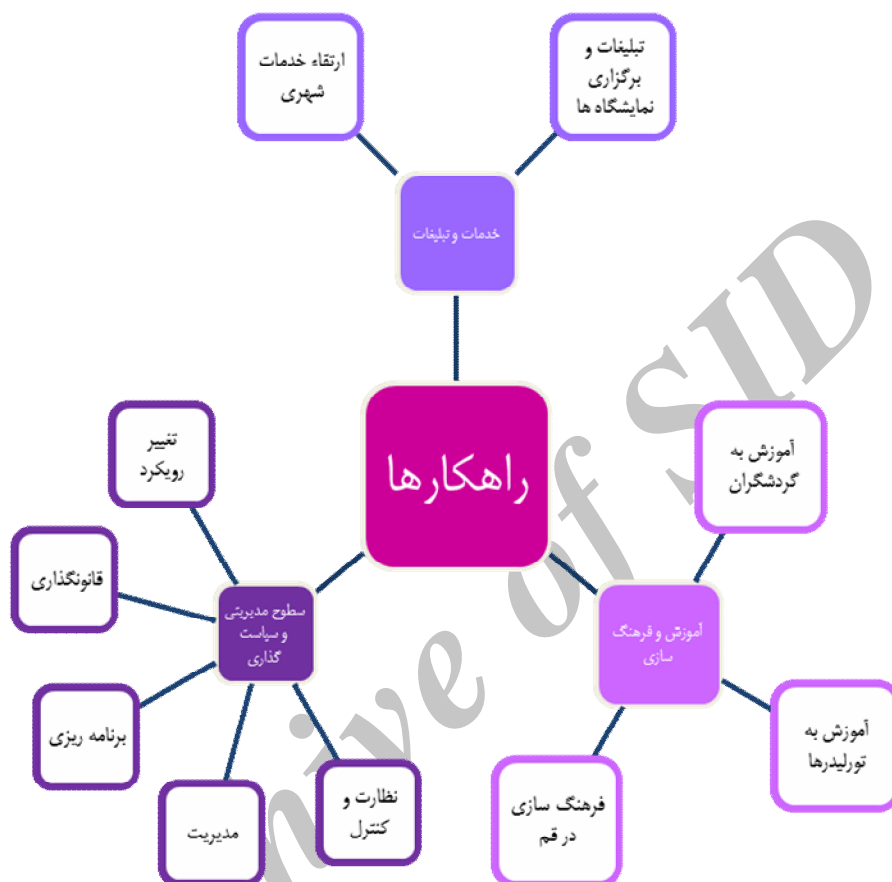 تبلیغات و
برگزاری
نمایشگاه ها
ارتقاء خدمات
شهری
خدمات و تبلیغات
راهکارها
آموزش به
گردشگران
آموزش و فرهنگ
سازی
آموزش به
تورلیدرها
فرهنگ سازی
در قم
تغییر
رویکرد
قانونگذاری
سطوح مدیریتی
و سیاست
گذاری
برنامه ریزی
مدیریت
نظارت و
کنترل
of SID